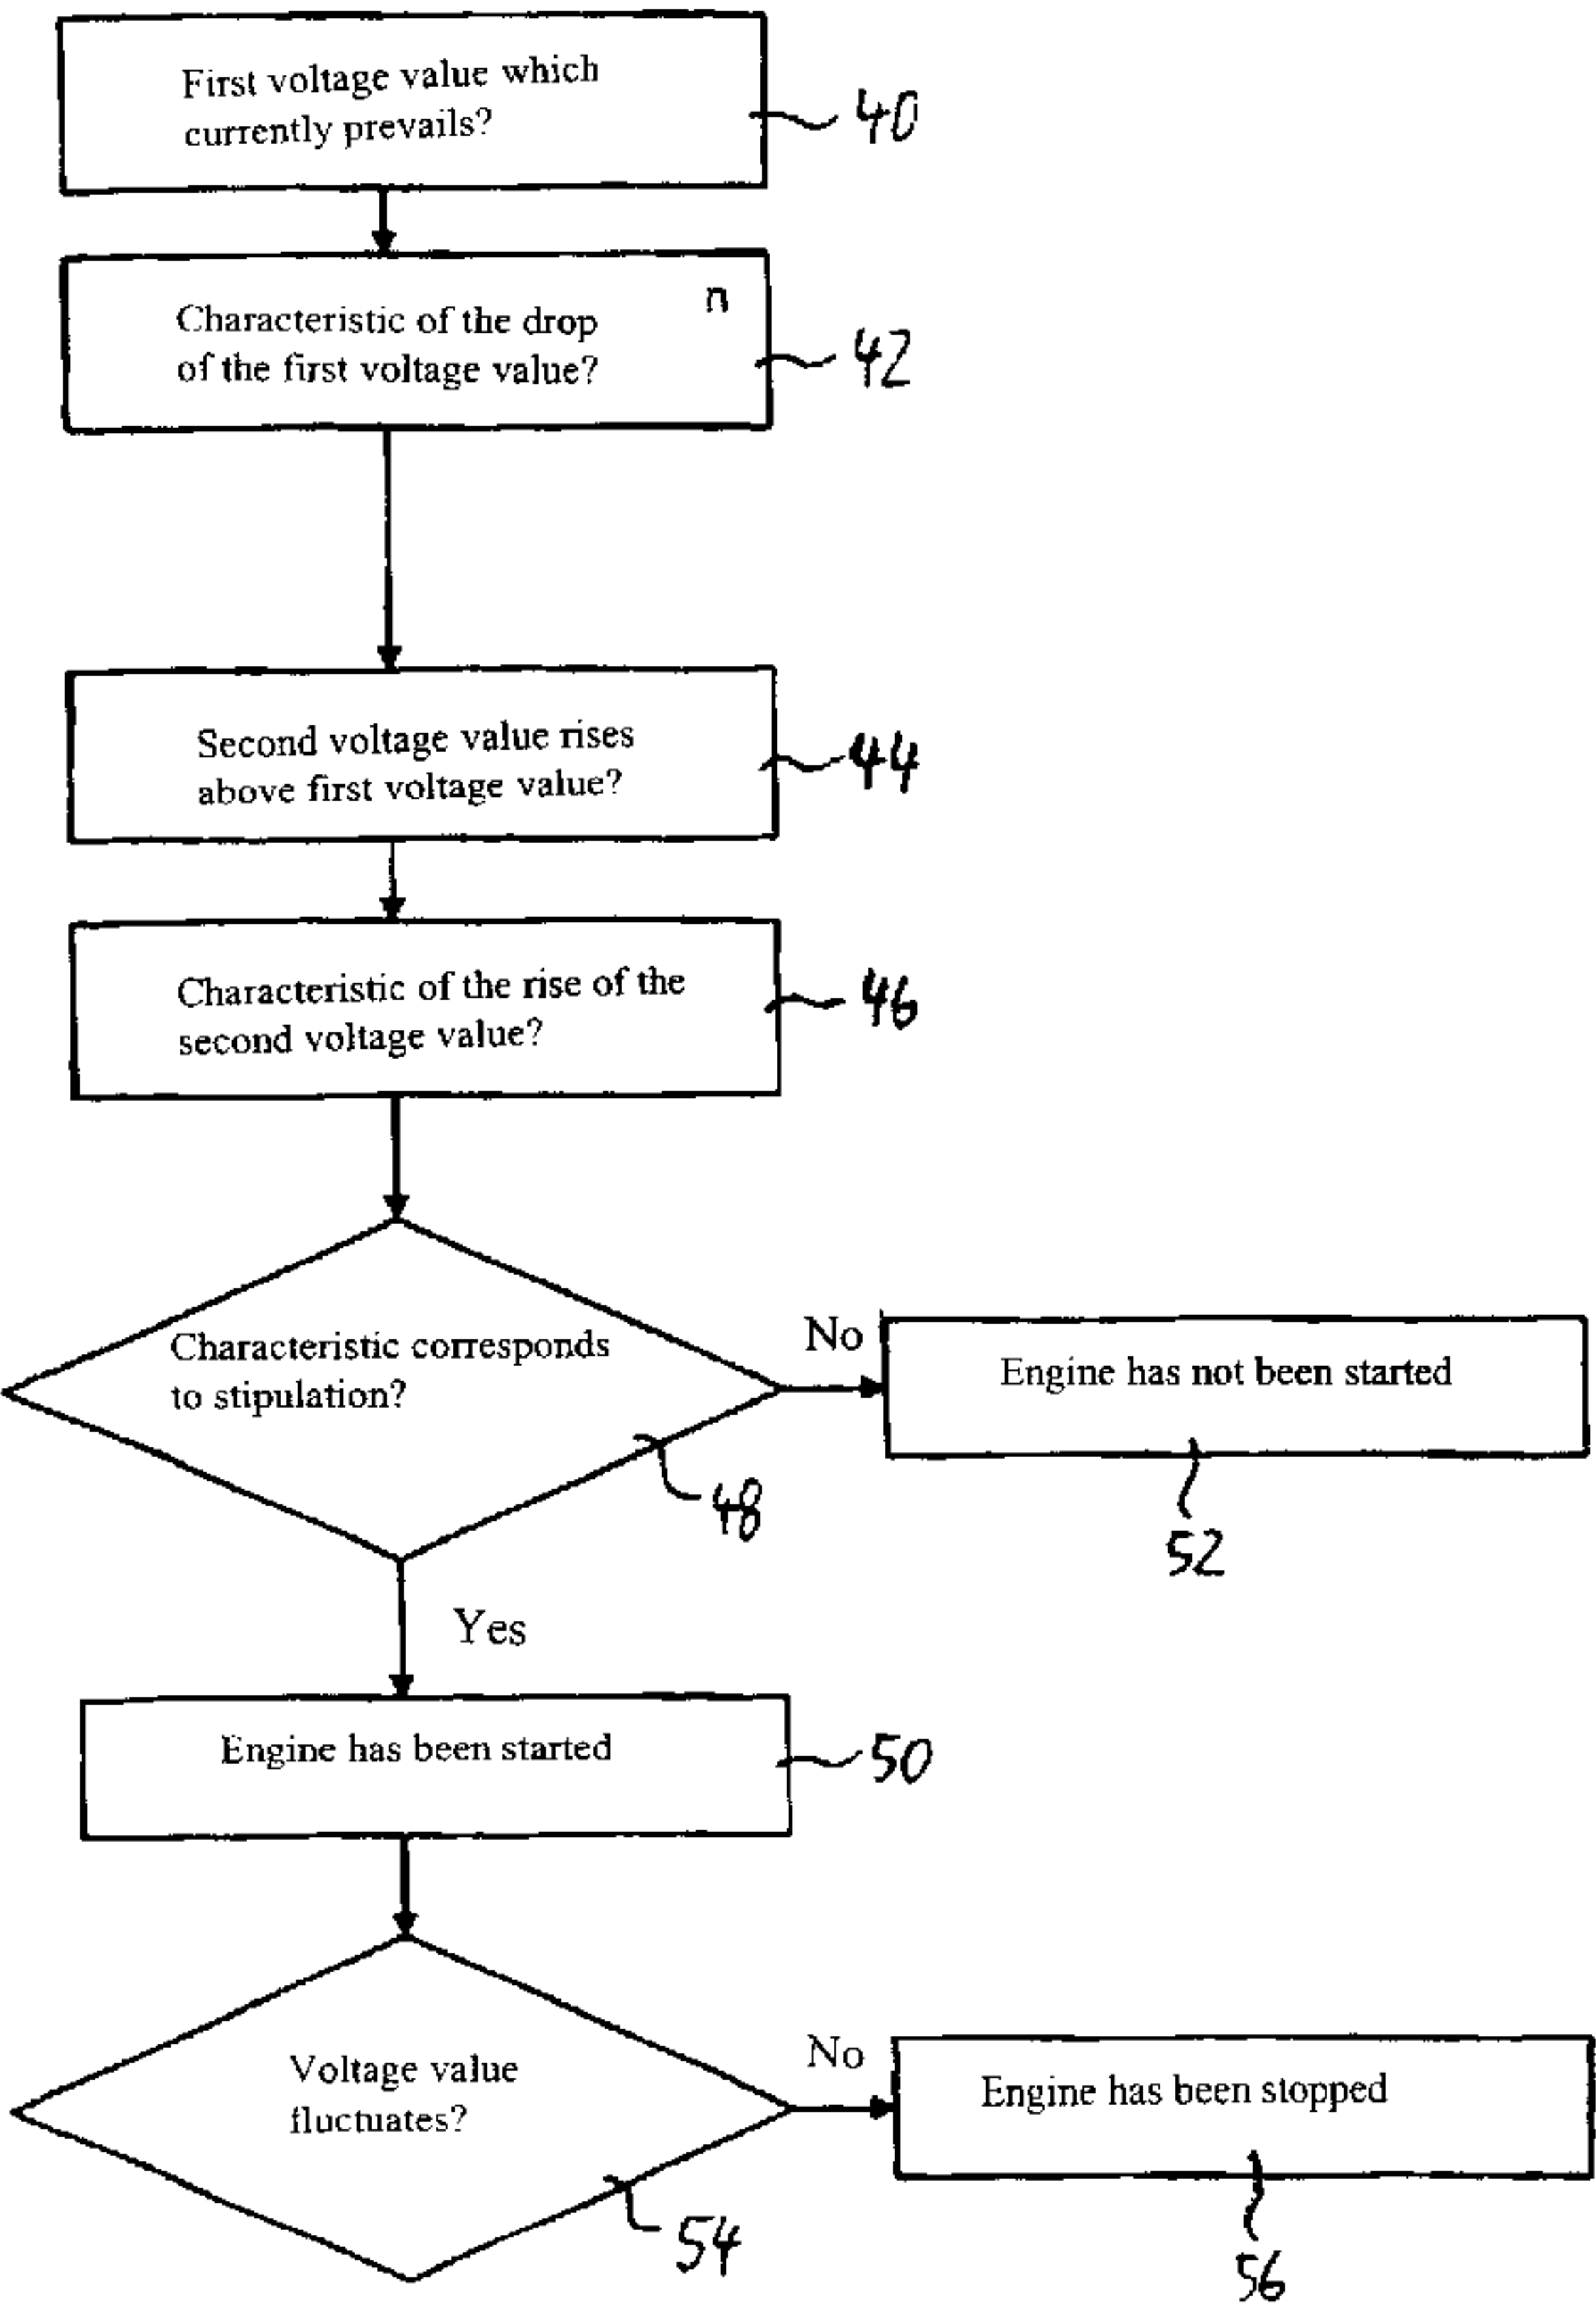 First voltage value which
currently prevails?
40
n
Characteristic of the drop
of the first voltage value?
42
Second voltage value rises
above first voltage value?
44
Characteristic of the rise of the
second voltage value?
46
Characteristic corresponds
to stipulation?
48
No
Engine has not been started
52
Yes
Engine has been started
50
Voltage value
fluctuates?
54
No
Engine has been stopped
56